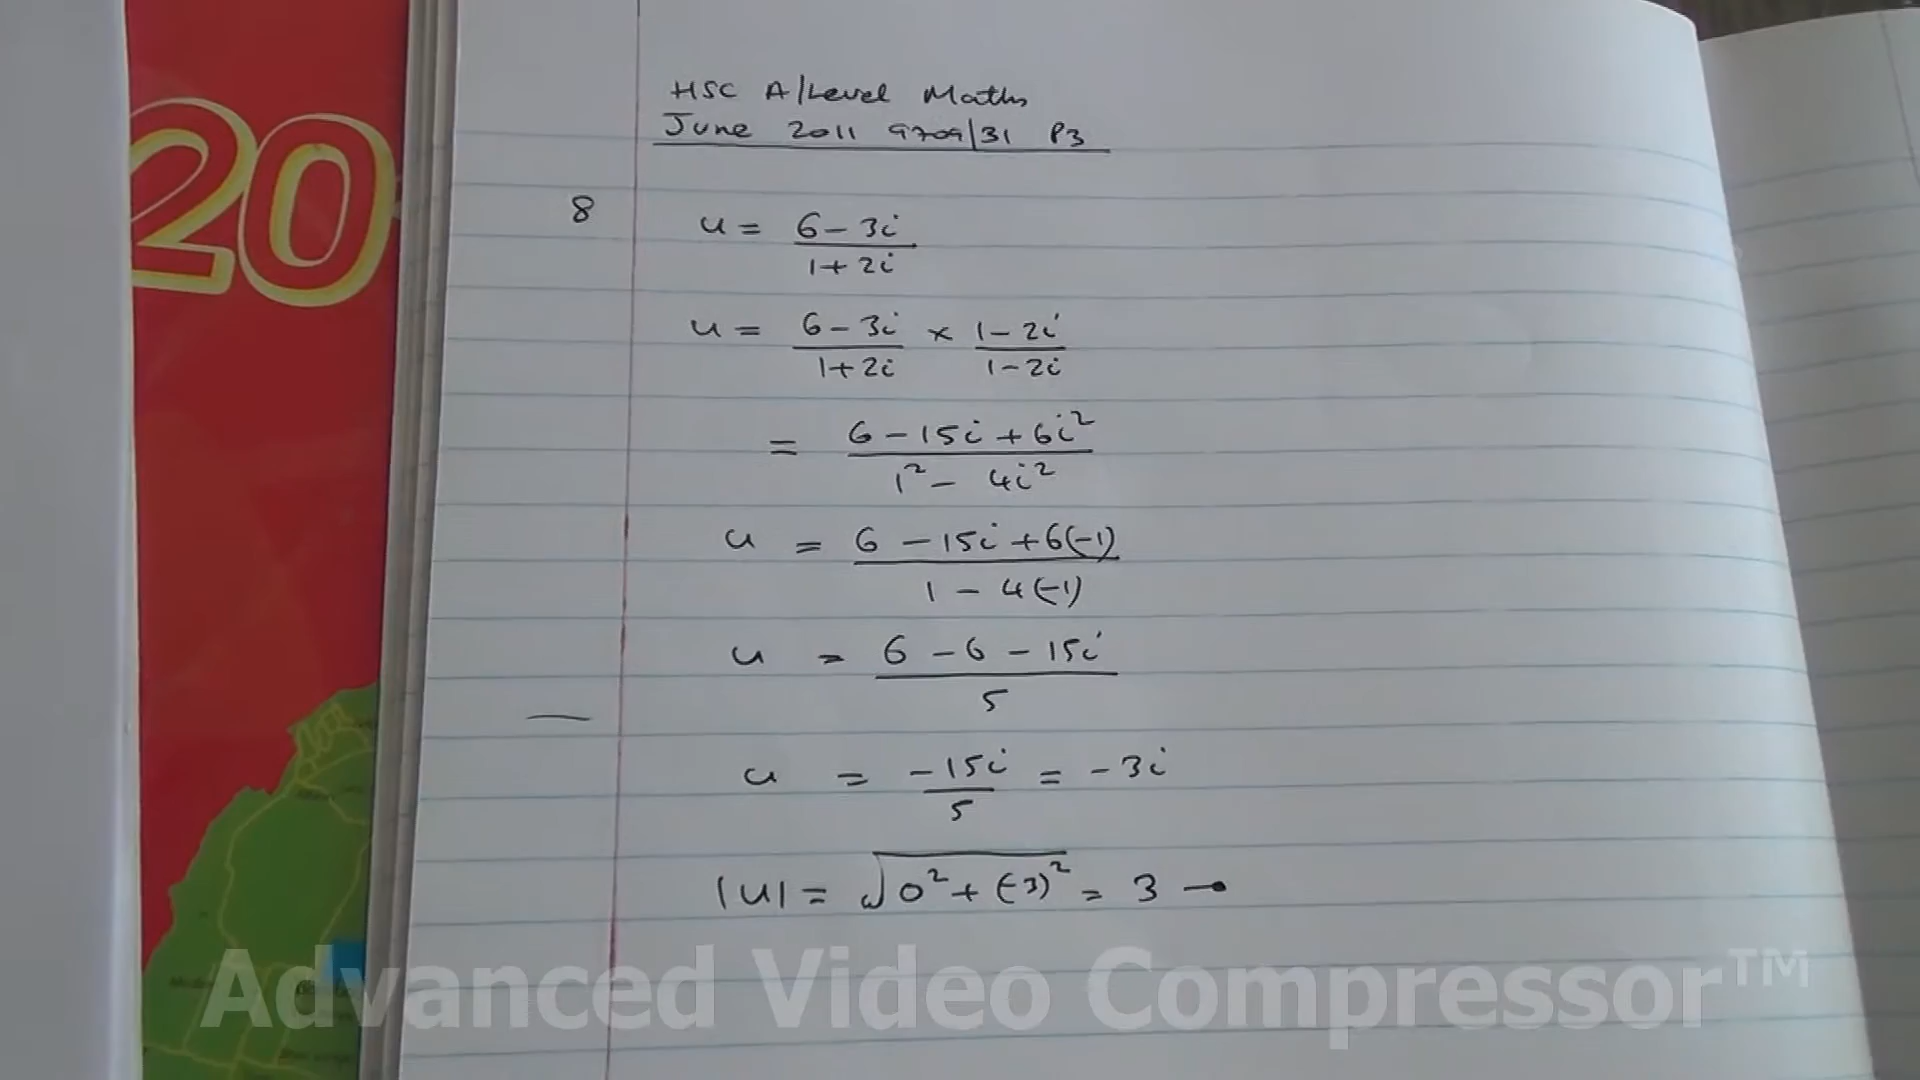 20
HSC A/Level Maths
June 2011 9709/31 P3
8 u = 6 - 3i / 1 + 2i
u = 6 - 3i / 1 + 2i × 1 - 2i / 1 - 2i
= 6 - 15i + 6i² / 1² - 4i²
u = 6 - 15i + 6(-1) / 1 - 4(-1)
u = 6 - 6 - 15i / 5
u = -15i / 5 = -3i
|u| = √0² + (-3)² = 3
Advanced Video Compressor™